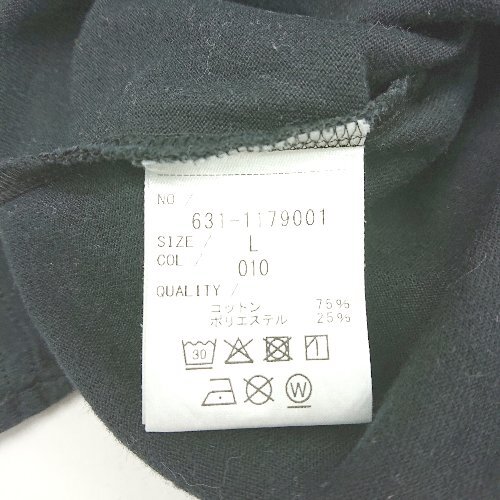 NO /
631-1179001
SIZE / L
COL / 010
QUALITY /
コットン 75%
ポリエステル 25%
30
W